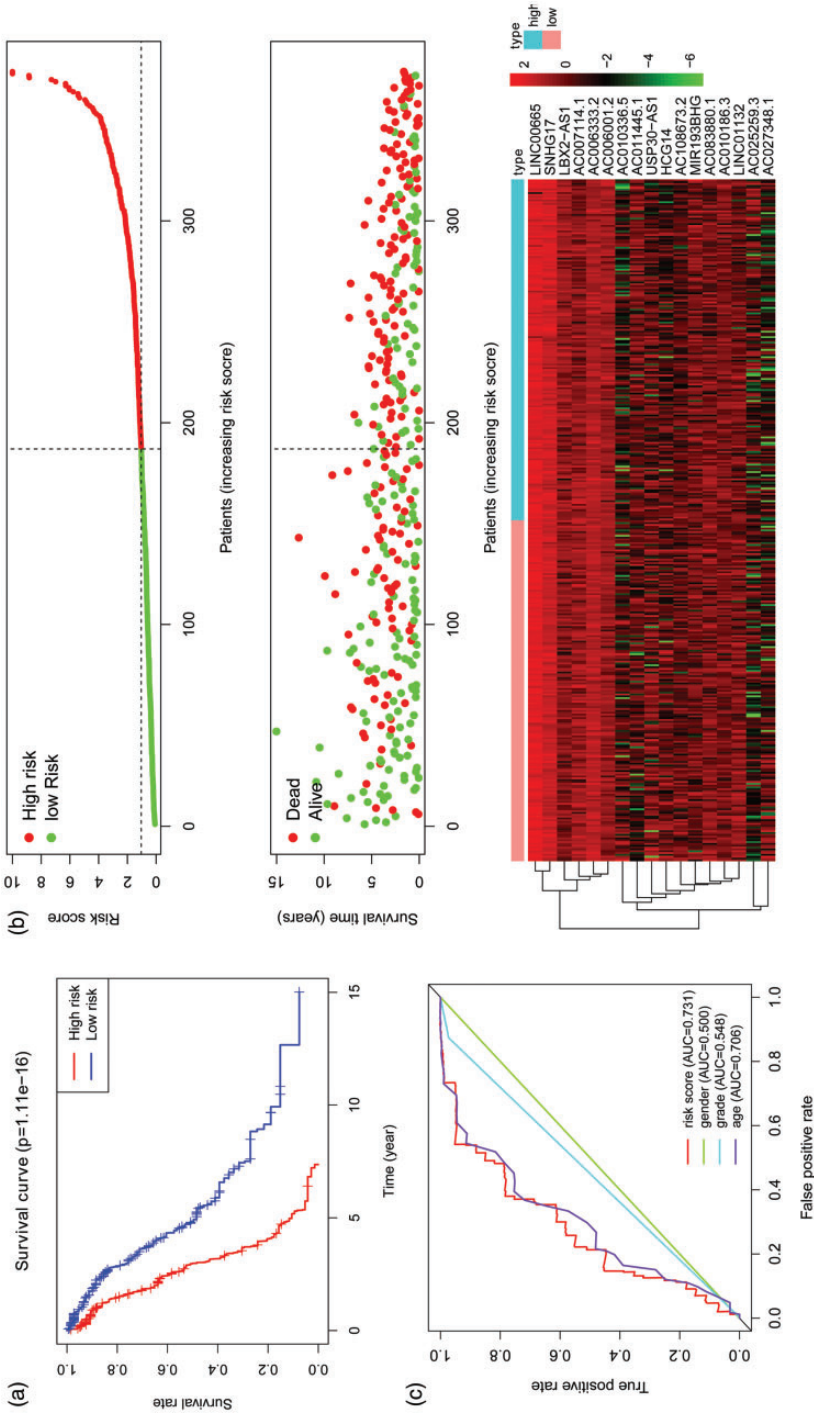 (a)
Survival curve (p=1.11e−16)
High risk
Low risk
Survival rate
1.0
0.8
0.6
0.4
0.2
0.0
0
5
10
15
Time (year)
(b)
High risk
low Risk
Risk score
10
8
6
4
2
0
0
100
200
300
Patients (increasing risk socre)
Dead
Alive
Survival time (years)
15
10
5
0
0
100
200
300
Patients (increasing risk socre)
type
LINC00665
SNHG17
LBX2−AS1
AC007114.1
AC006333.2
AC006001.2
AC010336.5
AC011445.1
USP30−AS1
HCG14
AC108673.2
MIR193BHG
AC083880.1
AC010186.3
LINC01132
AC025259.3
AC027348.1
2
0
−2
−4
−6
type
high
low
(c)
True positive rate
1.0
0.8
0.6
0.4
0.2
0.0
0.0
0.2
0.4
0.6
0.8
1.0
False positive rate
risk score (AUC=0.731)
gender (AUC=0.500)
grade (AUC=0.548)
age (AUC=0.706)